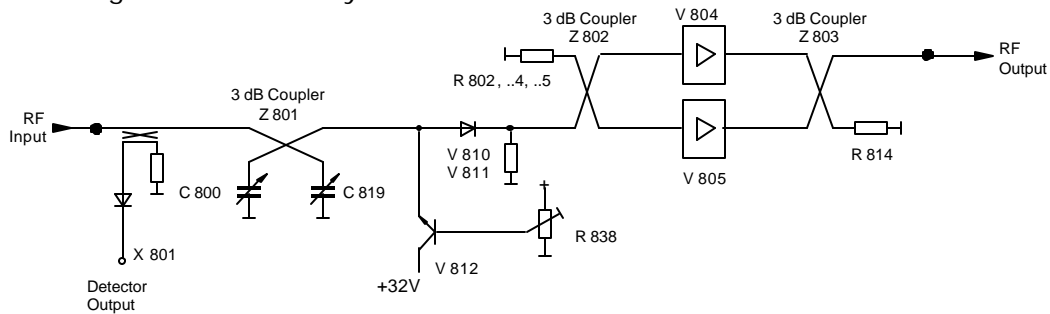 3 dB Coupler
Z 802
V 804
3 dB Coupler
Z 803
RF
Output
R 802, ..4, ..5
3 dB Coupler
Z 801
RF
Input
V 810
V 811
V 805
R 814
C 800
C 819
R 838
X 801
V 812
+32V
Detector
Output